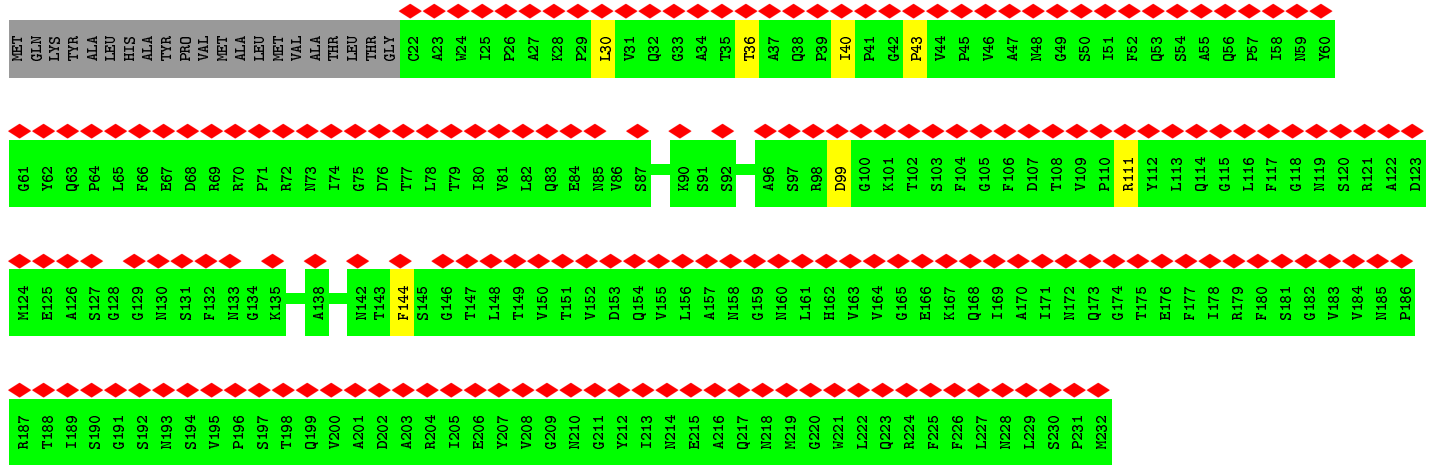 MET GLN LYS TYR ALA LEU HIS ALA TYR PRO VAL MET ALA LEU MET VAL ALA THR LEU THR GLY C22 A23 W24 I25 P26 A27 K28 P29 L30 V31 Q32 G33 A34 T35 T36 A37 Q38 P39 I40 P41 G42 P43 V44 P45 V46 A47 N48 G49 S50 I51 F52 Q53 S54 A55 Q56 P57 I58 N59 Y60
G61 Y62 Q63 P64 L65 F66 E67 D68 R69 R70 P71 R72 N73 I74 G75 D76 T77 L78 T79 I80 V81 L82 Q83 E84 N85 V86 S87 K90 S91 S92 A96 S97 R98 D99 G100 K101 T102 S103 F104 G105 F106 D107 T108 V109 P110 R111 Y112 L113 Q114 G115 L116 F117 G118 N119 S120 R121 A122 D123
M124 E125 A126 S127 G128 G129 N130 S131 F132 N133 G134 K135 A138 N142 T143 F144 S145 G146 T147 L148 T149 V150 T151 V152 D153 Q154 V155 L156 A157 N158 G159 N160 L161 H162 V163 V164 G165 E166 K167 Q168 I169 A170 I171 N172 Q173 G174 T175 E176 F177 I178 R179 F180 S181 G182 V183 V184 N185 P186
R187 T188 I189 S190 G191 S192 N193 S194 V195 P196 S197 T198 Q199 V200 A201 D202 A203 R204 I205 E206 Y207 V208 G209 N210 G211 Y212 I213 N214 E215 A216 Q217 N218 M219 G220 W221 L222 Q223 R224 F225 F226 L227 N228 L229 S230 P231 M232